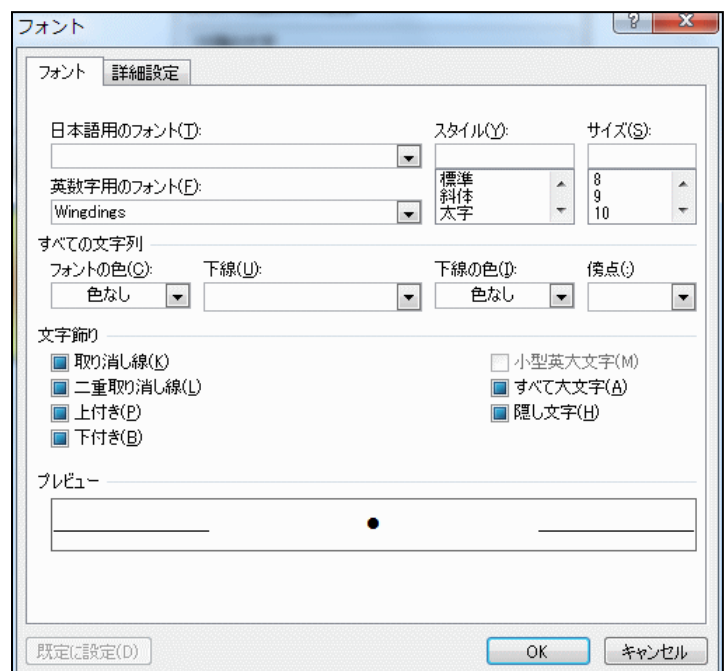 フォント
フォント 詳細設定
日本語用のフォント(T): スタイル(Y): サイズ(S):
標準 8
英数字用のフォント(F): 斜体 9
Wingdings 太字 10
すべての文字列
フォントの色(C): 下線(U): 下線の色(I): 傍点(:)
色なし 色なし
文字飾り
取り消し線(K) 小型英大文字(M)
二重取り消し線(L) すべて大文字(A)
上付き(P) 隠し文字(H)
下付き(B)
プレビュー
既定に設定(D) OK キャンセル